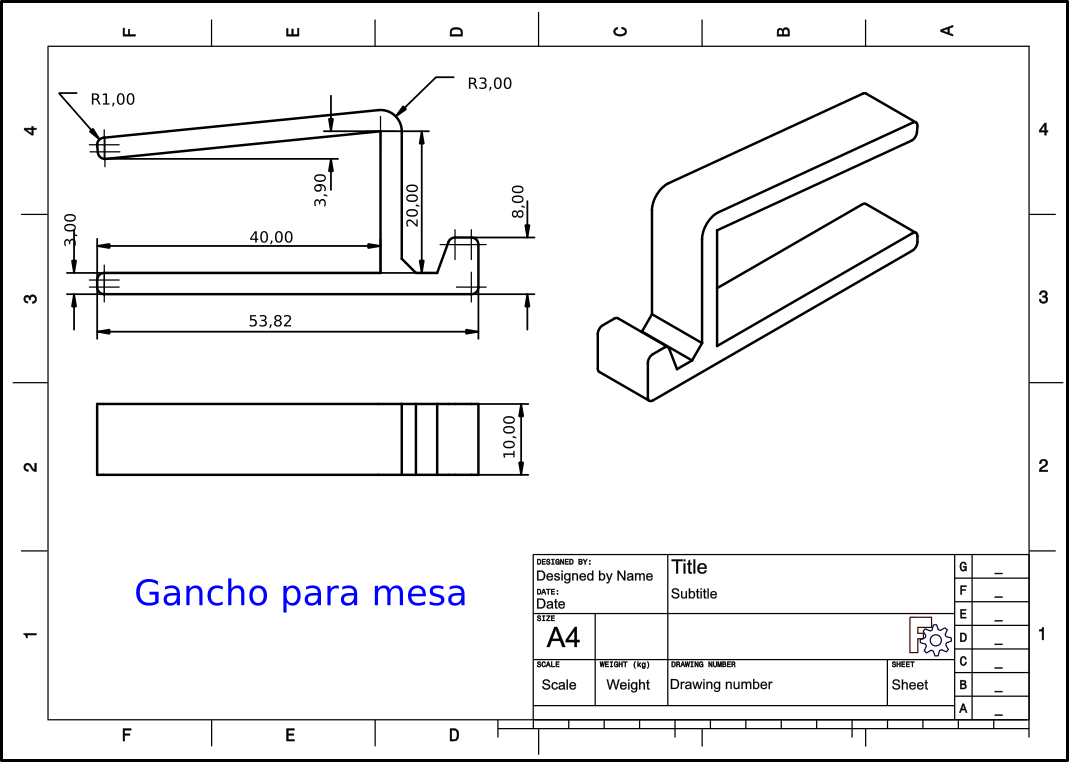 F E D C B A
R1,00
R3,00
4 4
3,90
20,00
8,00
3,00
40,00
3 3
53,82
10,00
2 2
Gancho para mesa
DESIGNED BY:
Designed by Name
DATE:
Date
Title
Subtitle
G _
F _
E _
D _
C _
B _
A _
SIZE
A4
F
1 1
SCALE
Scale
WEIGHT (kg)
Weight
DRAWING NUMBER
Drawing number
SHEET
Sheet
F E D C B A